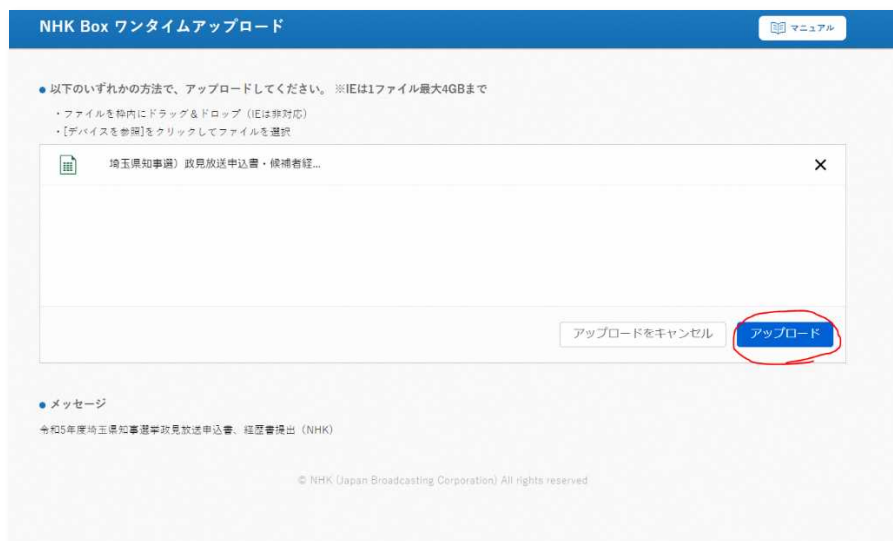 NHK Box ワンタイムアップロード
マニュアル
● 以下のいずれかの方法で、アップロードしてください。 ※IEは1ファイル最大4GBまで
・ファイルを枠内にドラッグ＆ドロップ（IEは非対応）
・[デバイスを参照]をクリックしてファイルを選択
埼玉県知事選）政見放送申込書・候補者経...
アップロードをキャンセル
アップロード
● メッセージ
令和5年度埼玉県知事選挙政見放送申込書、経歴書提出（NHK）
© NHK (Japan Broadcasting Corporation) All rights reserved